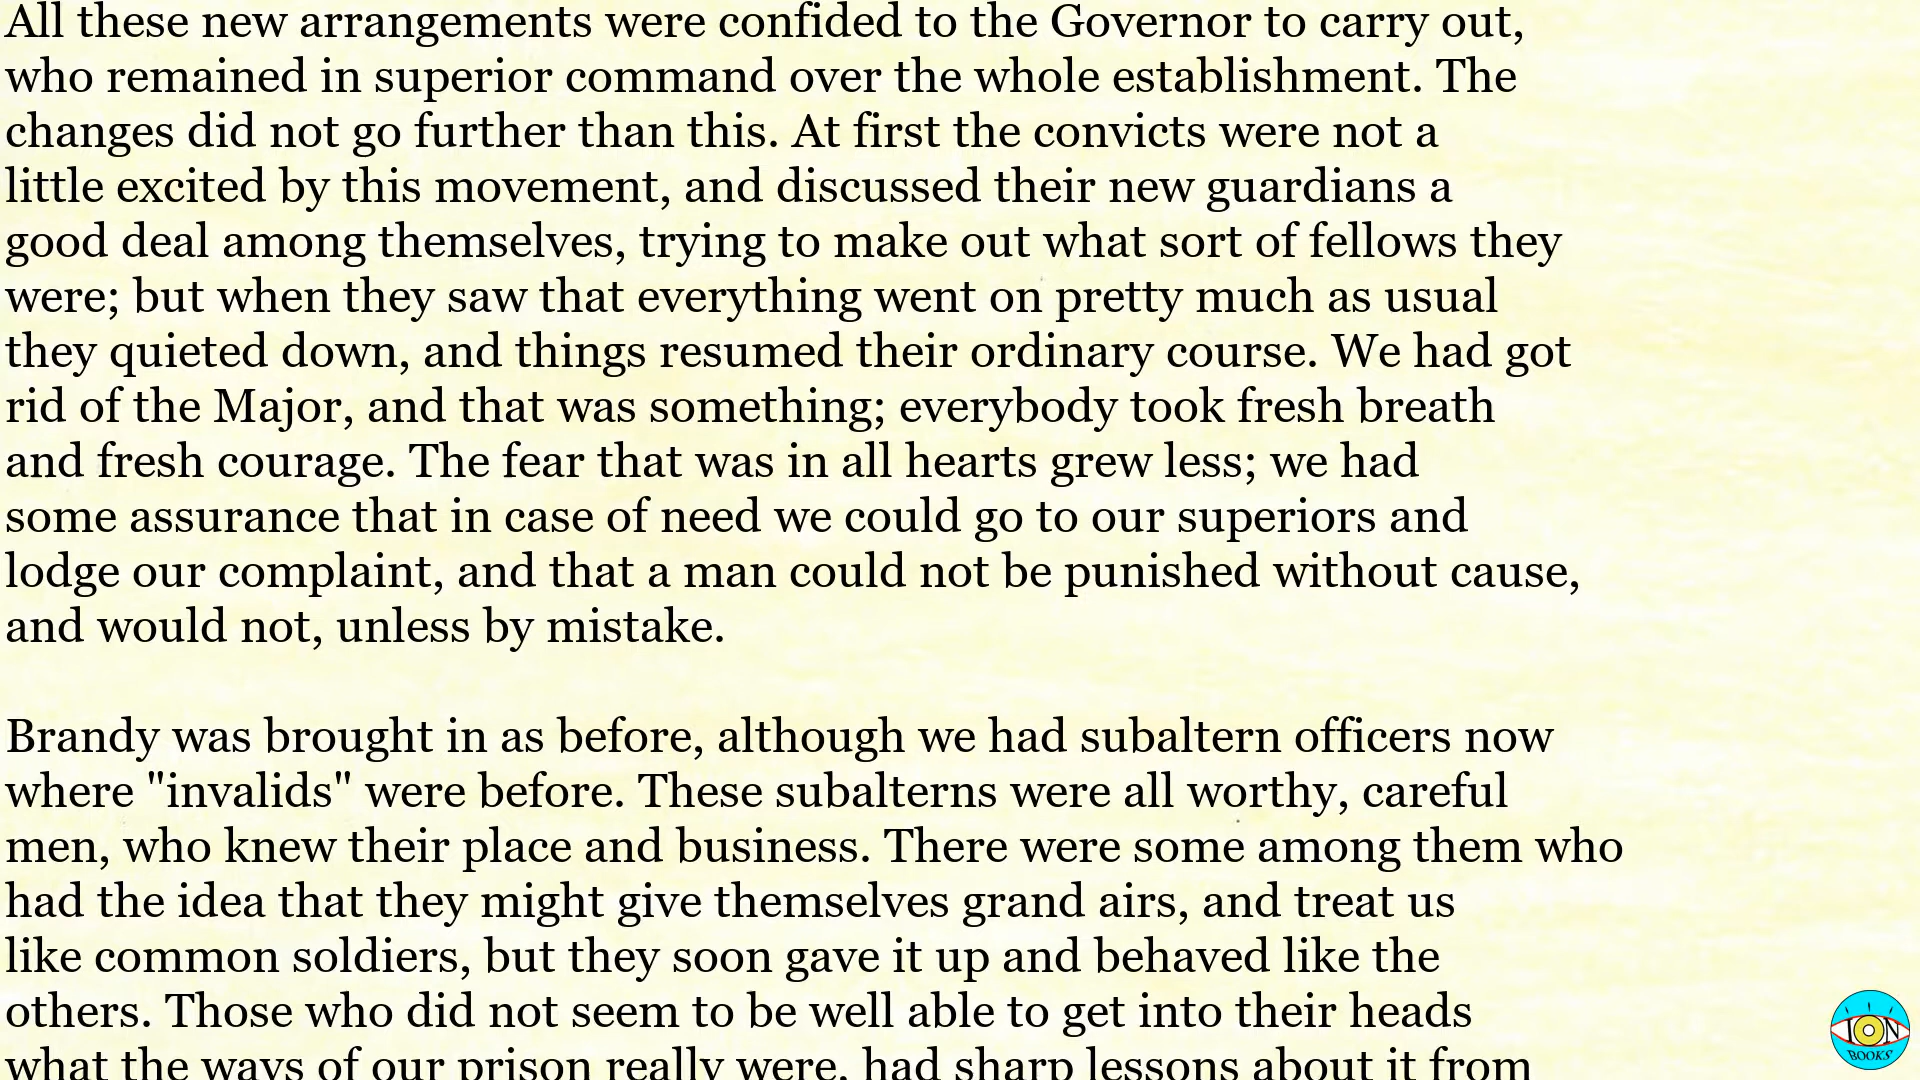 All these new arrangements were confided to the Governor to carry out,
who remained in superior command over the whole establishment. The
changes did not go further than this. At first the convicts were not a
little excited by this movement, and discussed their new guardians a
good deal among themselves, trying to make out what sort of fellows they
were; but when they saw that everything went on pretty much as usual
they quieted down, and things resumed their ordinary course. We had got
rid of the Major, and that was something; everybody took fresh breath
and fresh courage. The fear that was in all hearts grew less; we had
some assurance that in case of need we could go to our superiors and
lodge our complaint, and that a man could not be punished without cause,
and would not, unless by mistake.
Brandy was brought in as before, although we had subaltern officers now
where "invalids" were before. These subalterns were all worthy, careful
men, who knew their place and business. There were some among them who
had the idea that they might give themselves grand airs, and treat us
like common soldiers, but they soon gave it up and behaved like the
others. Those who did not seem to be well able to get into their heads
what the ways of our prison really were, had sharp lessons about it from
ION
BOOKS